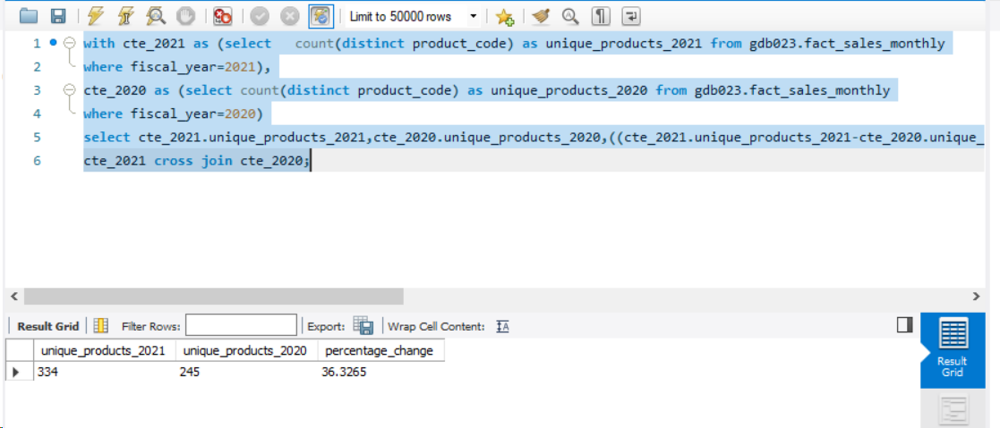 Limit to 50000 rows
1 with cte_2021 as (select count(distinct product_code) as unique_products_2021 from gdb023.fact_sales_monthly
2 where fiscal_year=2021),
3 cte_2020 as (select count(distinct product_code) as unique_products_2020 from gdb023.fact_sales_monthly
4 where fiscal_year=2020)
5 select cte_2021.unique_products_2021,cte_2020.unique_products_2020,((cte_2021.unique_products_2021-cte_2020.unique_
6 cte_2021 cross join cte_2020;
Result Grid Filter Rows: Export: Wrap Cell Content:
unique_products_2021 unique_products_2020 percentage_change
334 245 36.3265
Result
Grid